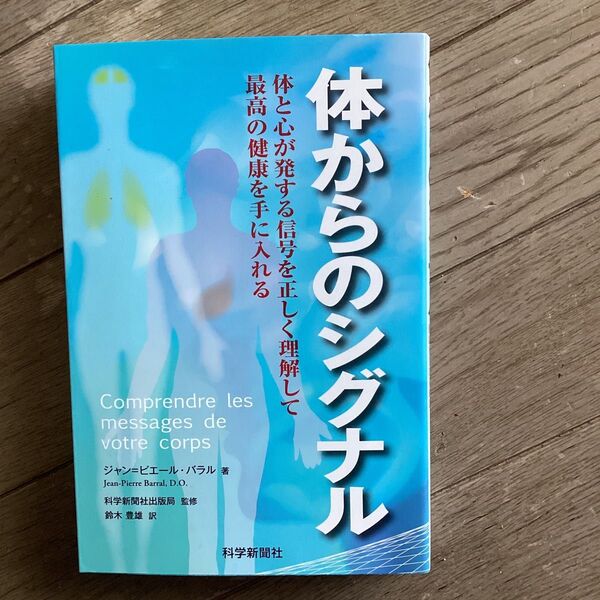 体からのシグナル
体と心が発する信号を正しく理解して
最高の健康を手に入れる
Comprendre les
messages de
votre corps
ジャン=ピエール・バラル 著
Jean-Pierre Barral, D.O.
科学新聞社出版局 監修
鈴木 豊雄 訳
科学新聞社